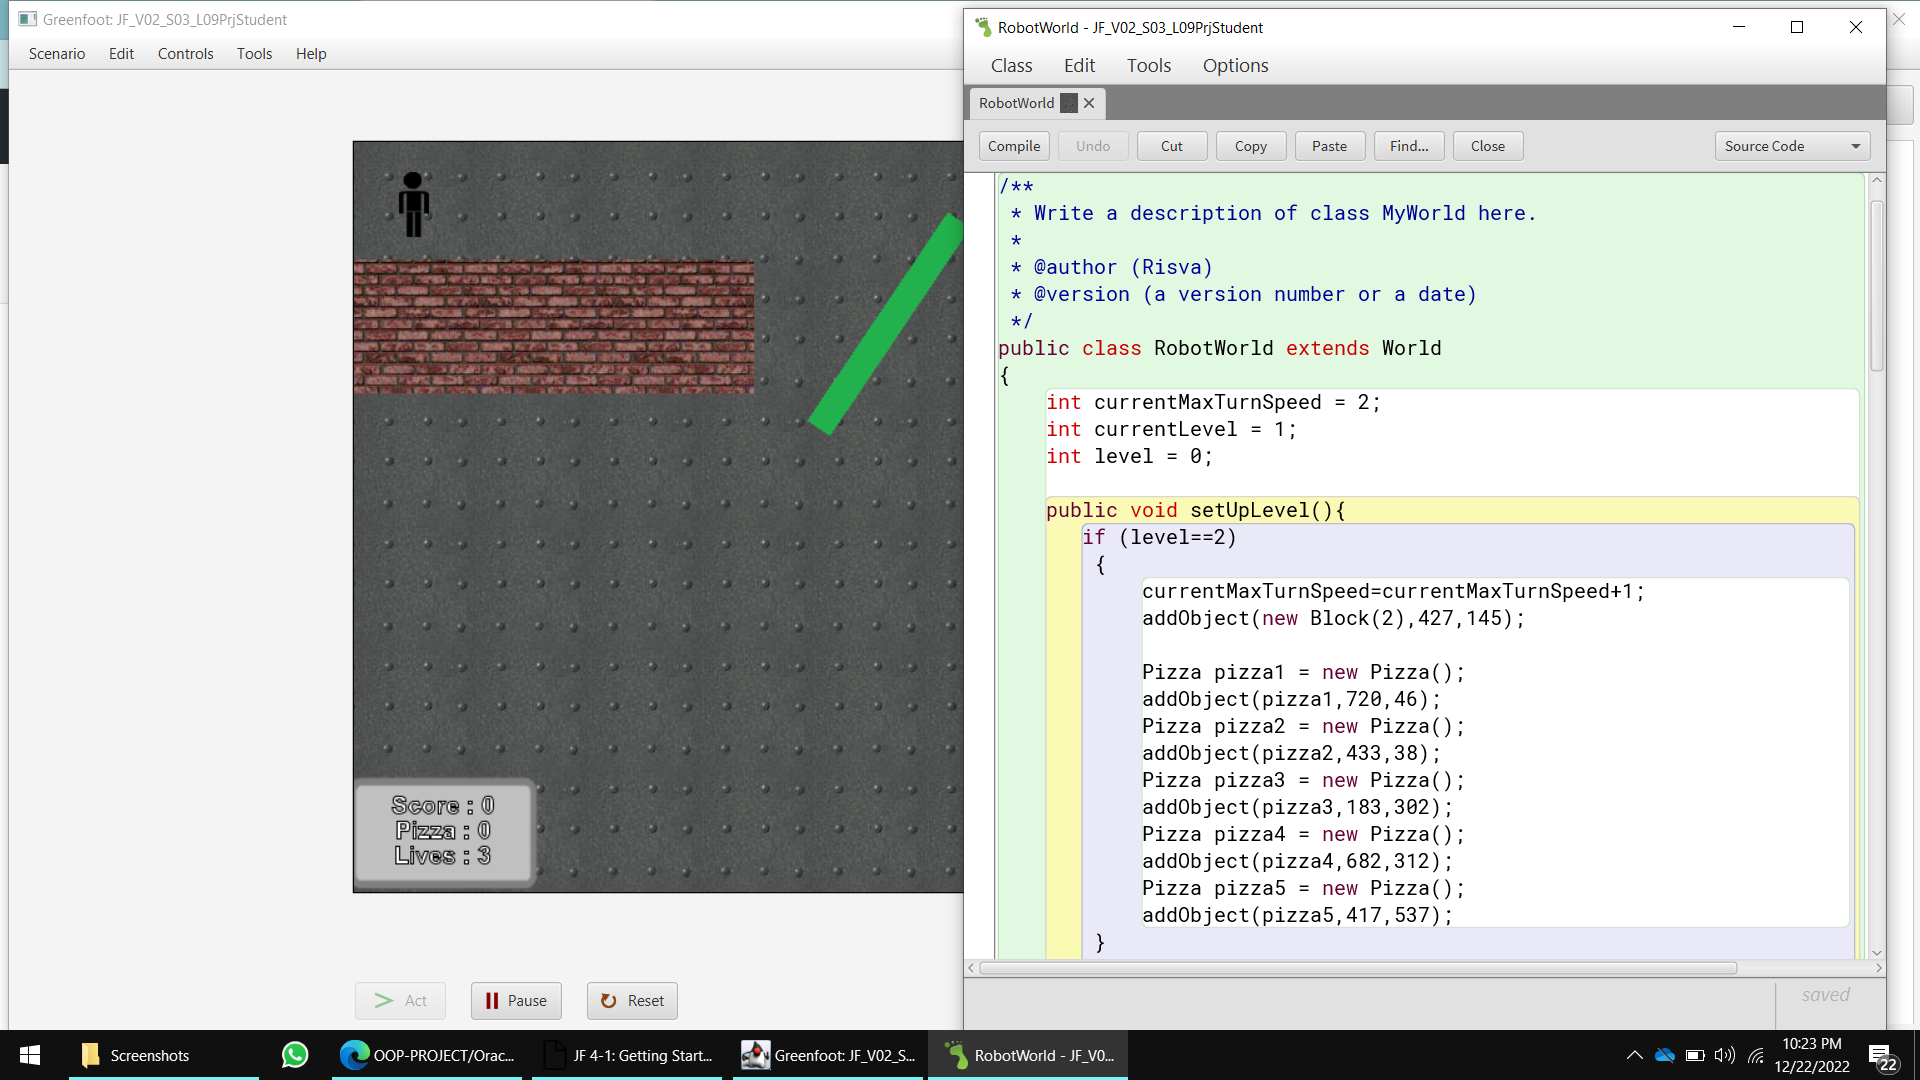 Greenfoot: JF_V02_S03_L09PrjStudent
Scenario Edit Controls Tools Help
Score : 0
Pizza : 0
Lives : 3
Act Pause Reset
RobotWorld - JF_V02_S03_L09PrjStudent
Class Edit Tools Options
RobotWorld
Compile Undo Cut Copy Paste Find... Close Source Code
/**
* Write a description of class MyWorld here.
*
* @author (Risva)
* @version (a version number or a date)
*/
public class RobotWorld extends World
{
int currentMaxTurnSpeed = 2;
int currentLevel = 1;
int level = 0;
public void setUpLevel(){
if (level==2)
{
currentMaxTurnSpeed=currentMaxTurnSpeed+1;
addObject(new Block(2),427,145);
Pizza pizza1 = new Pizza();
addObject(pizza1,720,46);
Pizza pizza2 = new Pizza();
addObject(pizza2,433,38);
Pizza pizza3 = new Pizza();
addObject(pizza3,183,302);
Pizza pizza4 = new Pizza();
addObject(pizza4,682,312);
Pizza pizza5 = new Pizza();
addObject(pizza5,417,537);
}
saved
Screenshots OOP-PROJECT/Orac... JF 4-1: Getting Start... Greenfoot: JF_V02_S... RobotWorld - JF_V0...
10:23 PM
12/22/2022
22